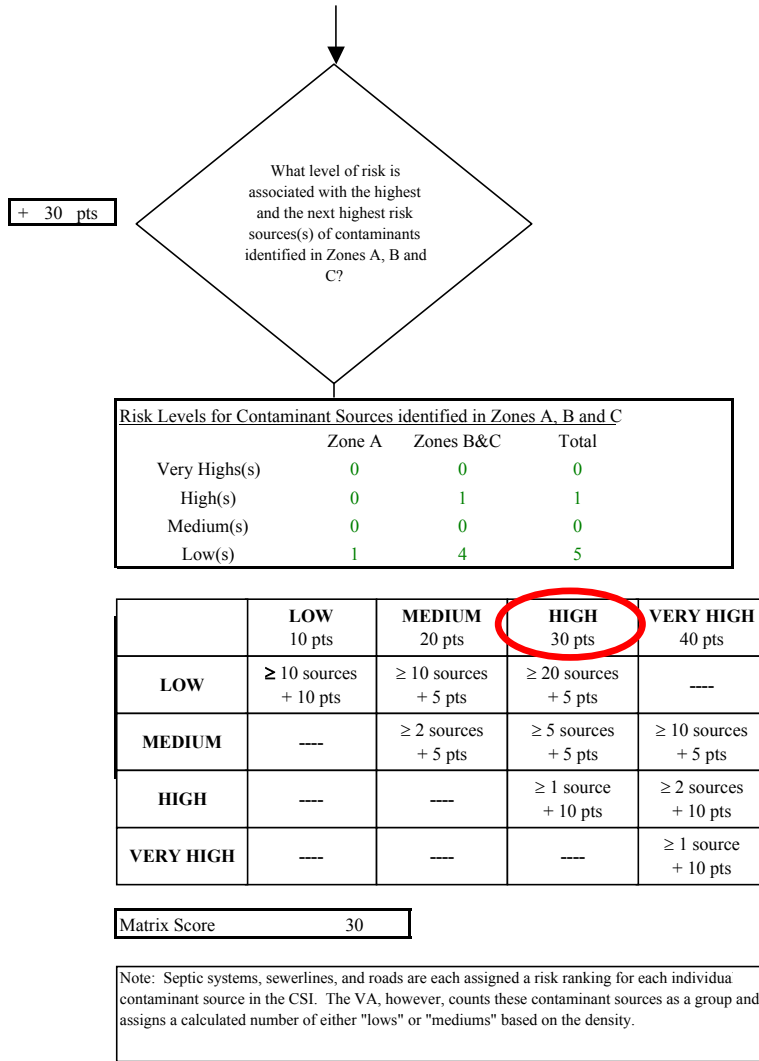 What level of risk is
associated with the highest
and the next highest risk
sources(s) of contaminants
identified in Zones A, B and
C?
+ 30 pts
Risk Levels for Contaminant Sources identified in Zones A, B and C
Zone A Zones B&C Total
Very Highs(s) 0 0 0
High(s) 0 1 1
Medium(s) 0 0 0
Low(s) 1 4 5
LOW MEDIUM HIGH VERY HIGH
10 pts 20 pts 30 pts 40 pts
LOW ≥ 10 sources ≥ 10 sources ≥ 20 sources ----
+ 10 pts + 5 pts + 5 pts
MEDIUM ---- ≥ 2 sources ≥ 5 sources ≥ 10 sources
+ 5 pts + 5 pts + 5 pts
HIGH ---- ---- ≥ 1 source ≥ 2 sources
+ 10 pts + 10 pts
VERY HIGH ---- ---- ---- ≥ 1 source
+ 10 pts
Matrix Score 30
Note: Septic systems, sewerlines, and roads are each assigned a risk ranking for each individua
contaminant source in the CSI. The VA, however, counts these contaminant sources as a group and
assigns a calculated number of either "lows" or "mediums" based on the density.